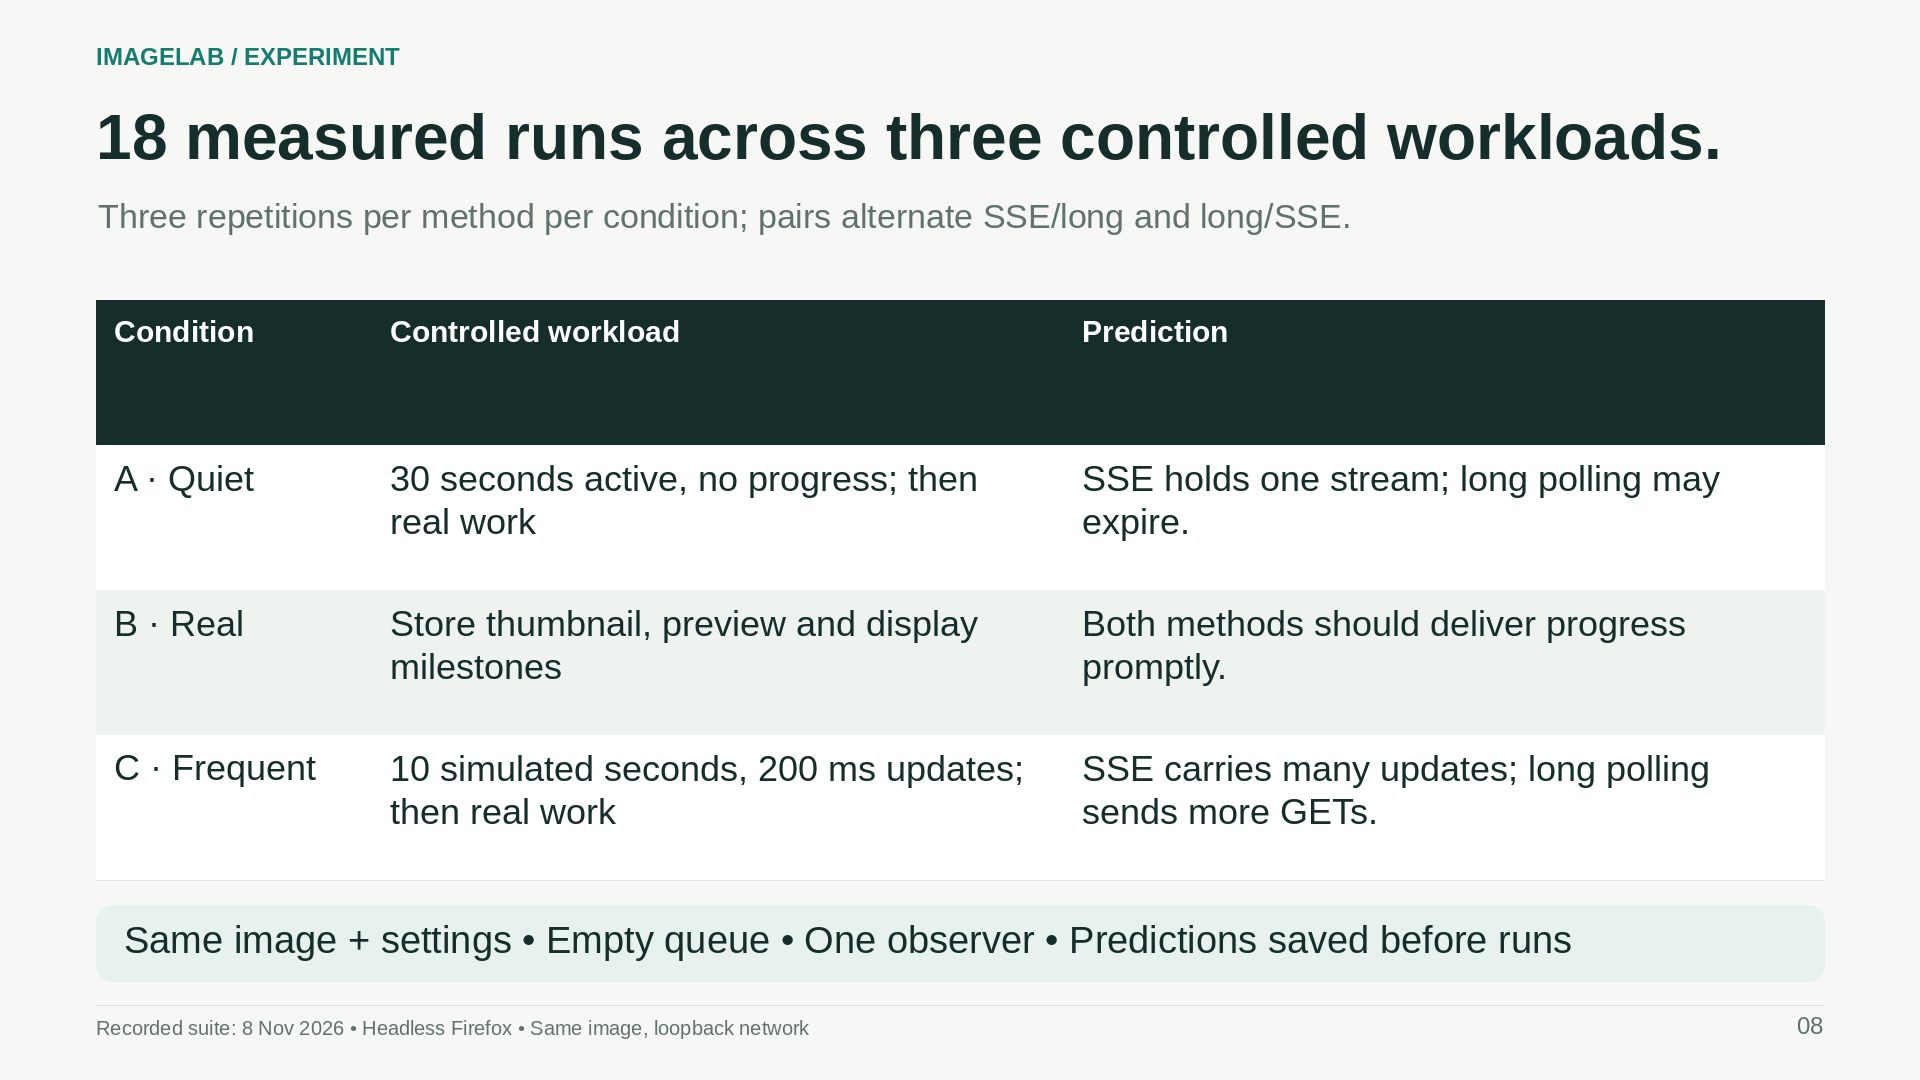 IMAGELAB / EXPERIMENT
18 measured runs across three controlled workloads.
Three repetitions per method per condition; pairs alternate SSE/long and long/SSE.
Condition
Controlled workload
Prediction
A · Quiet
30 seconds active, no progress; then
real work
SSE holds one stream; long polling may
expire.
B · Real
Store thumbnail, preview and display
milestones
Both methods should deliver progress
promptly.
C · Frequent
10 simulated seconds, 200 ms updates;
then real work
SSE carries many updates; long polling
sends more GETs.
Same image + settings • Empty queue • One observer • Predictions saved before runs
Recorded suite: 8 Nov 2026 • Headless Firefox • Same image, loopback network
08